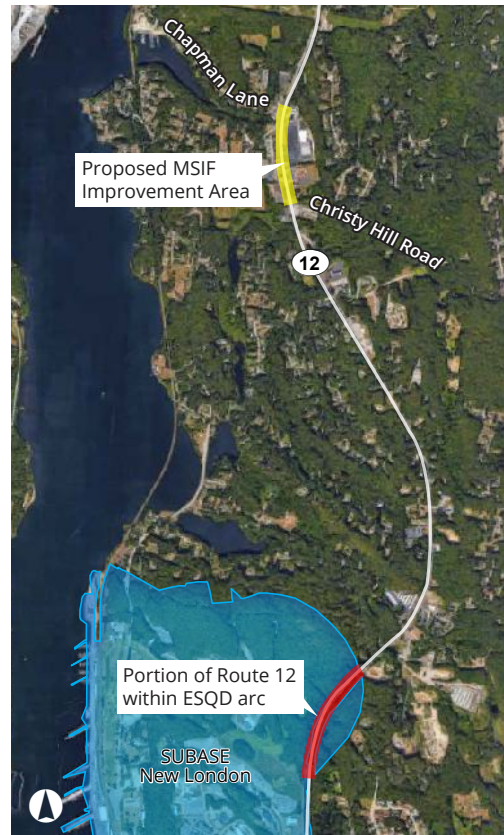 Chapman Lane
Proposed MSIF
Improvement Area
Christy Hill Road
12
Portion of Route 12
within ESQD arc
SUBASE
New London